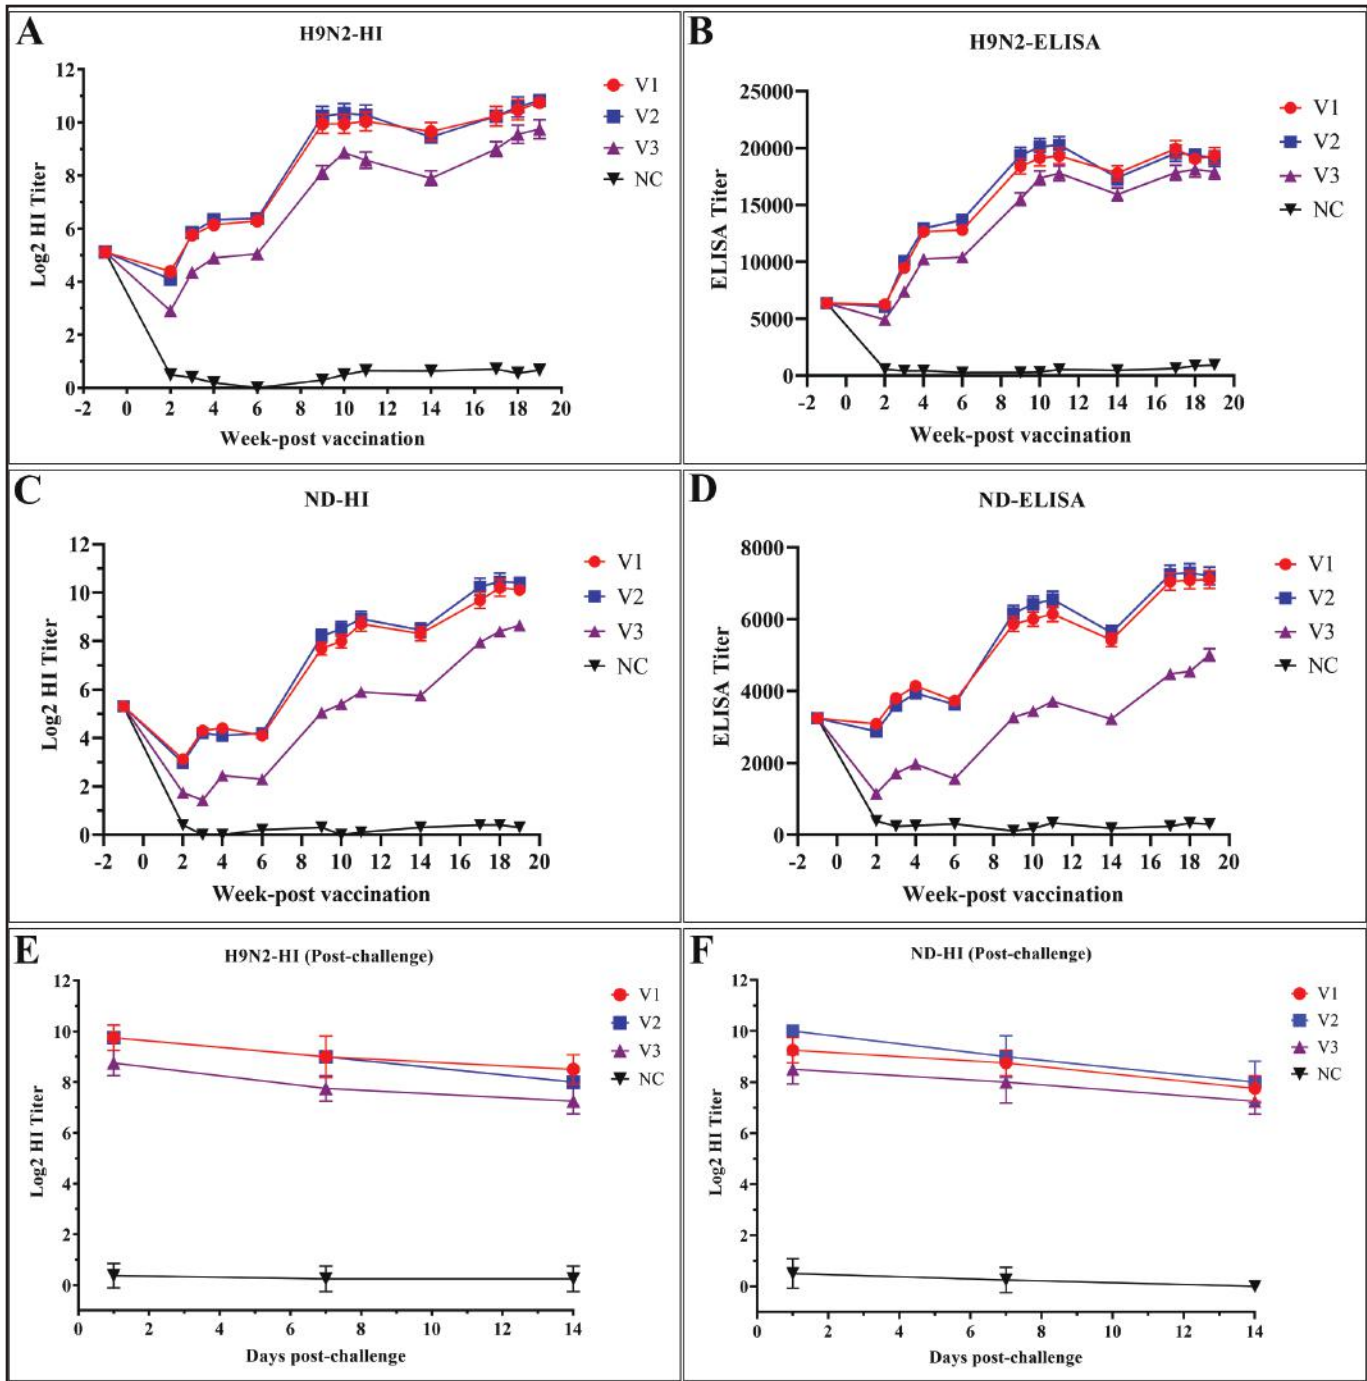 A
H9N2-HI
Log2 HI Titer
12
10
8
6
4
2
0
-2 0 2 4 6 8 10 12 14 16 18 20
Week-post vaccination
V1
V2
V3
NC
B
H9N2-ELISA
ELISA Titer
25000
20000
15000
10000
5000
0
-2 0 2 4 6 8 10 12 14 16 18 20
Week-post vaccination
V1
V2
V3
NC
C
ND-HI
Log2 HI Titer
12
10
8
6
4
2
0
-2 0 2 4 6 8 10 12 14 16 18 20
Week-post vaccination
V1
V2
V3
NC
D
ND-ELISA
ELISA Titer
8000
6000
4000
2000
0
-2 0 2 4 6 8 10 12 14 16 18 20
Week-post vaccination
V1
V2
V3
NC
E
H9N2-HI (Post-challenge)
Log2 HI Titer
12
10
8
6
4
2
0
0 2 4 6 8 10 12 14
Days post-challenge
V1
V2
V3
NC
F
ND-HI (Post-challenge)
Log2 HI Titer
12
10
8
6
4
2
0
0 2 4 6 8 10 12 14
Days post-challenge
V1
V2
V3
NC